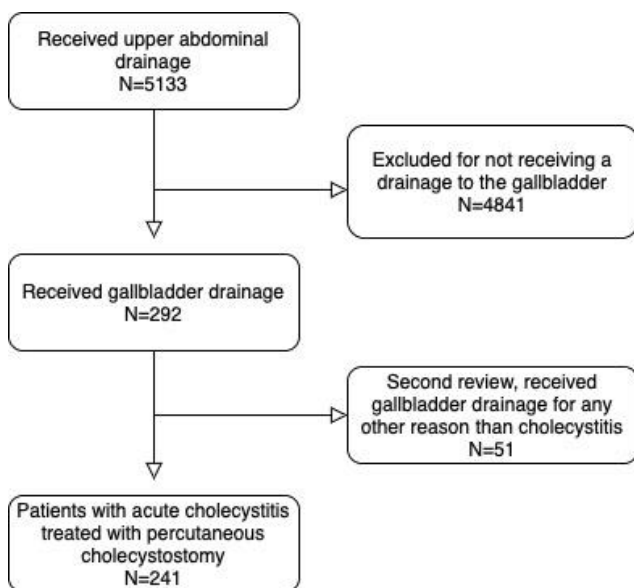 Received upper abdominal
drainage
N=5133
Excluded for not receiving a
drainage to the gallbladder
N=4841
Received gallbladder drainage
N=292
Second review, received
gallbladder drainage for any
other reason than cholecystitis
N=51
Patients with acute cholecystitis
treated with percutaneous
cholecystostomy
N=241